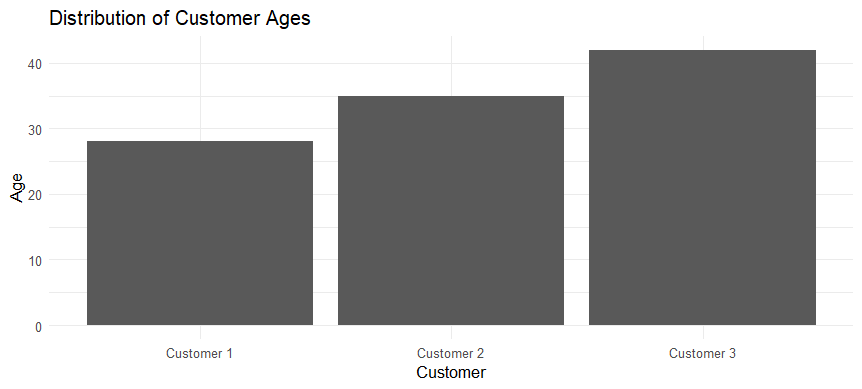 Distribution of Customer Ages
Age
40
30
20
10
0
Customer 1 Customer 2 Customer 3
Customer